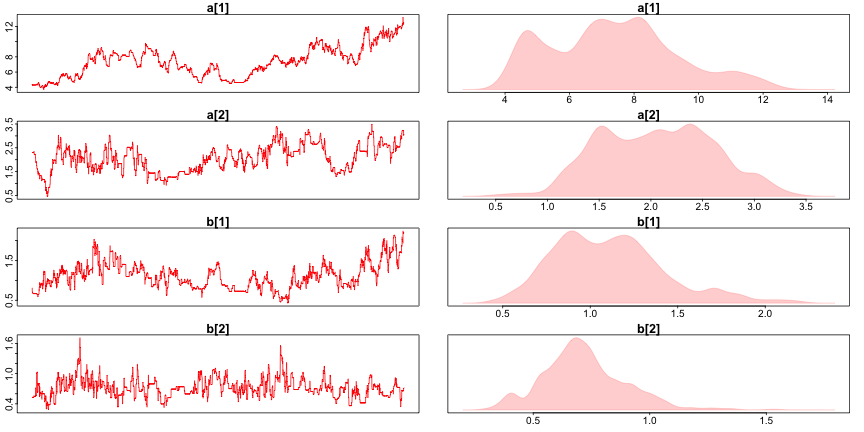 a[1]
a[1]
4 6 8 12
4 6 8 10 12 14
a[2]
a[2]
0.5 1.5 2.5 3.5
0.5 1.0 1.5 2.0 2.5 3.0 3.5
b[1]
b[1]
0.5 1.5
0.5 1.0 1.5 2.0
b[2]
b[2]
0.4 1.0 1.6
0.5 1.0 1.5